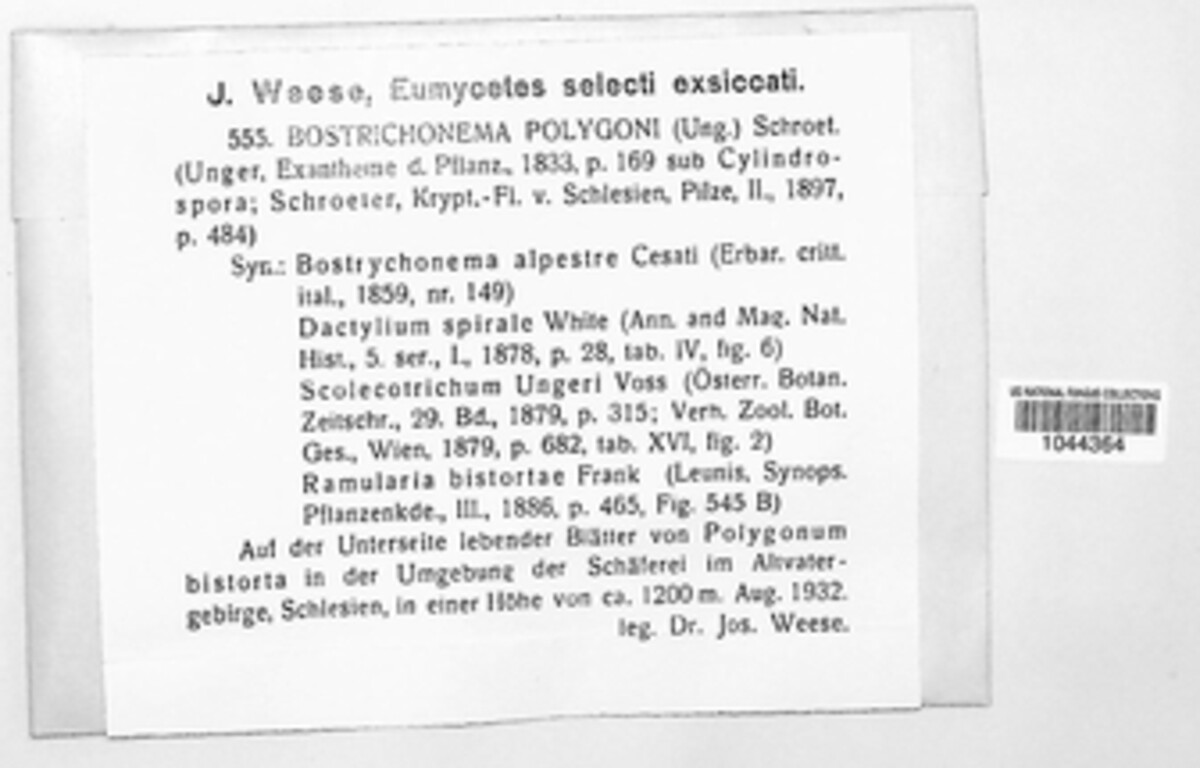 J. Weese, Eumycetes selecti exsiccati.
555. BOSTRICHONEMA POLYGONI (Ung.) Schroet.
(Unger, Exantheme d. Pflanz., 1833, p. 169 sub Cylindro-
spora; Schroeter, Krypt.-Fl. v. Schlesien, Pilze, II., 1897,
p. 484)
Syn.: Bostrychonema alpestre Cesati (Erbar. critt.
ital., 1859, nr. 149)
Dactylium spirale White (Ann. and Mag. Nat.
Hist., 5. ser., I., 1878, p. 28, tab. IV, fig. 6)
Scolecotrichum Ungeri Voss (Österr. Botan.
Zeitschr., 29. Bd., 1879, p. 315; Verh. Zool. Bot.
Ges., Wien, 1879, p. 682, tab. XVI, fig. 2)
Ramularia bistortae Frank (Leunis, Synops.
Pflanzenkde., III., 1886, p. 465, Fig. 545 B)
Auf der Unterseite lebender Blätter von Polygonum
bistorta in der Umgebung der Schäferei im Altvater-
gebirge, Schlesien, in einer Höhe von ca. 1200 m. Aug. 1932.
leg. Dr. Jos. Weese.
US NATIONAL FUNGUS COLLECTIONS
1044364